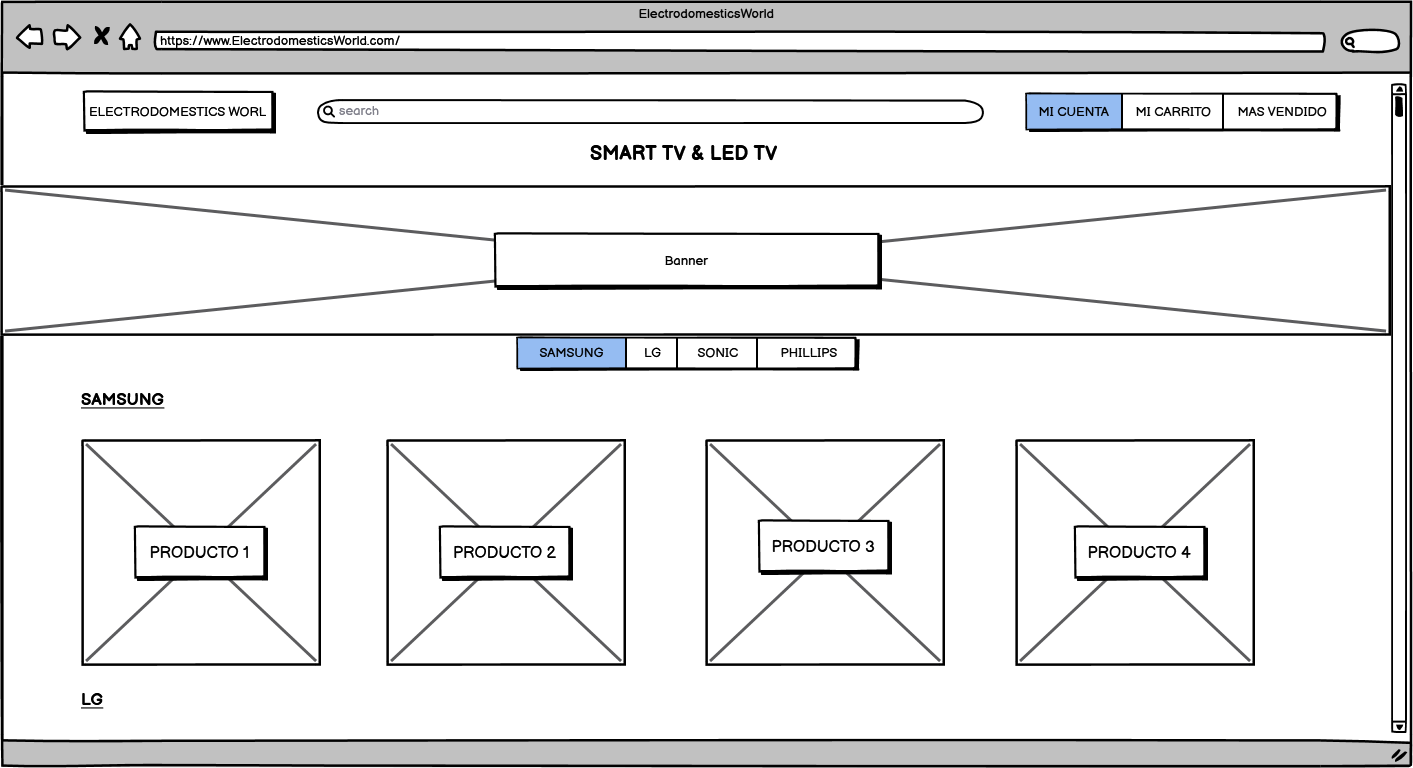 ElectrodomesticsWorld
https://www.ElectrodomesticsWorld.com/
ELECTRODOMESTICS WORL
search
MI CUENTA
MI CARRITO
MAS VENDIDO
SMART TV & LED TV
Banner
SAMSUNG
LG
SONIC
PHILLIPS
SAMSUNG
PRODUCTO 1
PRODUCTO 2
PRODUCTO 3
PRODUCTO 4
LG